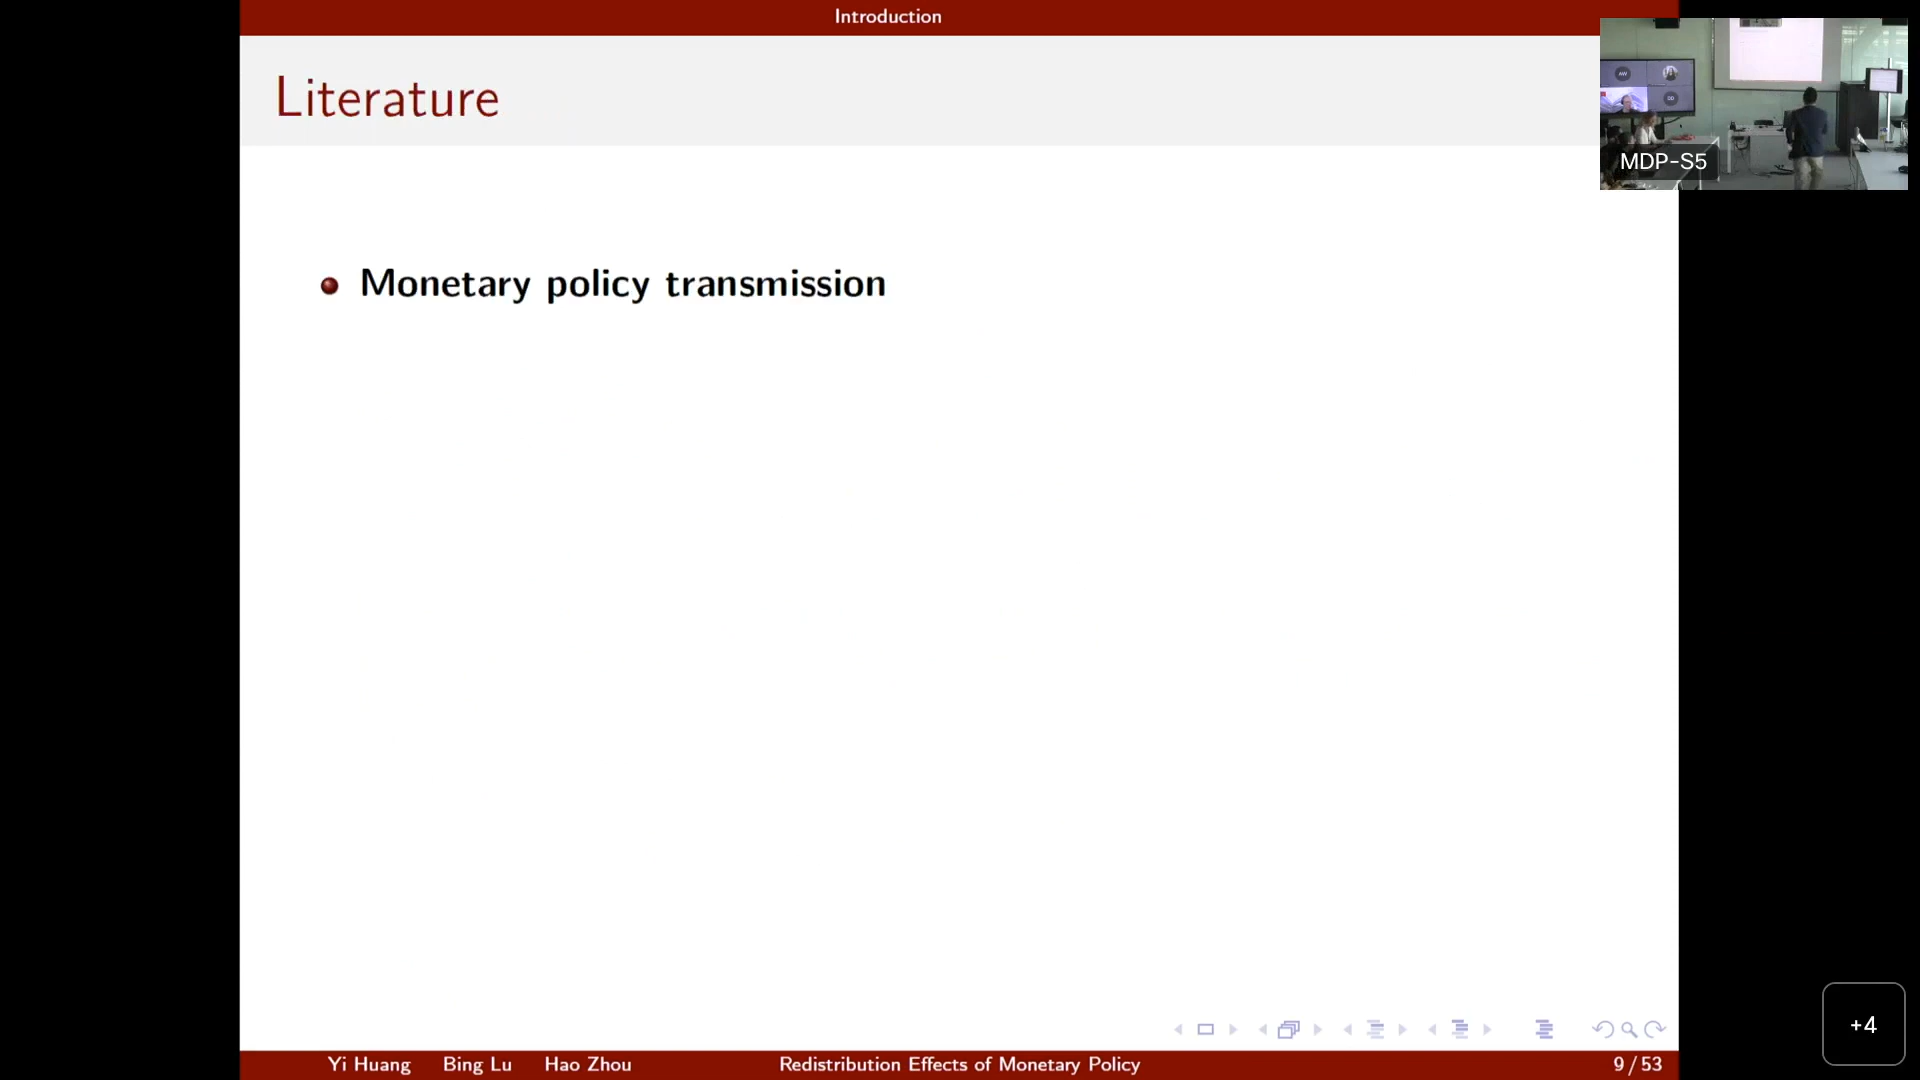 Introduction
Literature
Monetary policy transmission
MDP-S5
AW
+4
Yi Huang Bing Lu Hao Zhou Redistribution Effects of Monetary Policy 9 / 53